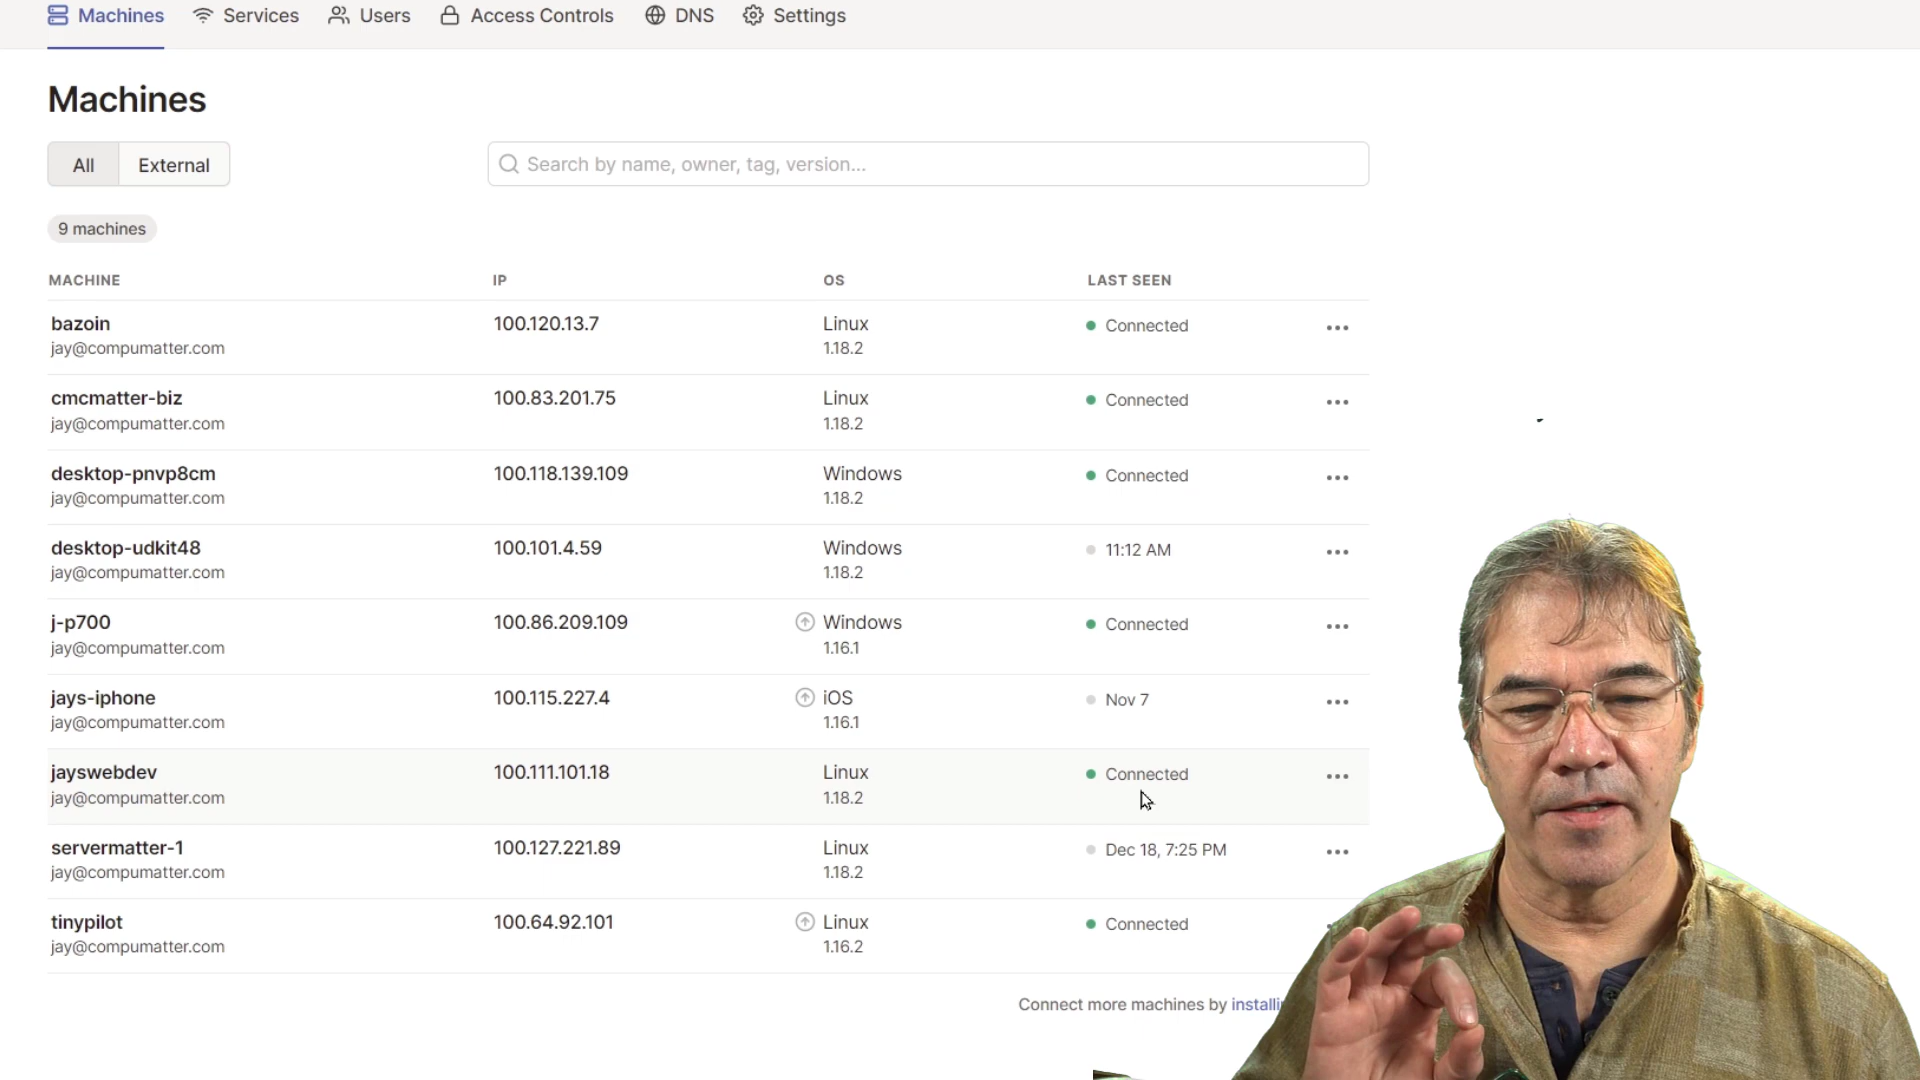 Machines Services Users Access Controls DNS Settings
Machines
All External Search by name, owner, tag, version...
9 machines
MACHINE IP OS LAST SEEN
bazoin 100.120.13.7 Linux Connected
jay@compumatter.com 1.18.2
cmcmatter-biz 100.83.201.75 Linux Connected
jay@compumatter.com 1.18.2
desktop-pnvp8cm 100.118.139.109 Windows Connected
jay@compumatter.com 1.18.2
desktop-udkit48 100.101.4.59 Windows 11:12 AM
jay@compumatter.com 1.18.2
j-p700 100.86.209.109 Windows Connected
jay@compumatter.com 1.16.1
jays-iphone 100.115.227.4 iOS Nov 7
jay@compumatter.com 1.16.1
jayswebdev 100.111.101.18 Linux Connected
jay@compumatter.com 1.18.2
servermatter-1 100.127.221.89 Linux Dec 18, 7:25 PM
jay@compumatter.com 1.18.2
tinypilot 100.64.92.101 Linux Connected
jay@compumatter.com 1.16.2
Connect more machines by